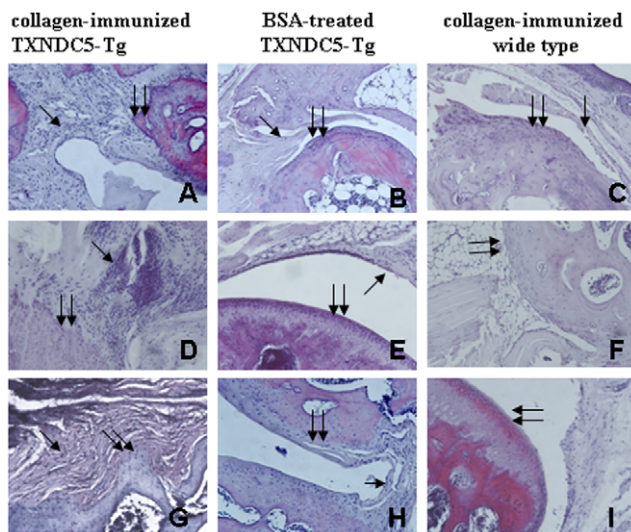 collagen-immunized TXNDC5-Tg
BSA-treated TXNDC5-Tg
collagen-immunized wide type
A
B
C
D
E
F
G
H
I